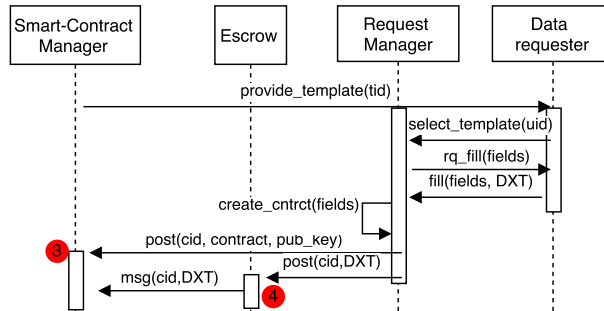 Smart-Contract
Manager
Escrow
Request
Manager
Data
requester
provide_template(tid)
select_template(uid)
rq_fill(fields)
fill(fields, DXT)
create_cntrct(fields)
post(cid, contract, pub_key)
3
post(cid,DXT)
msg(cid,DXT)
4